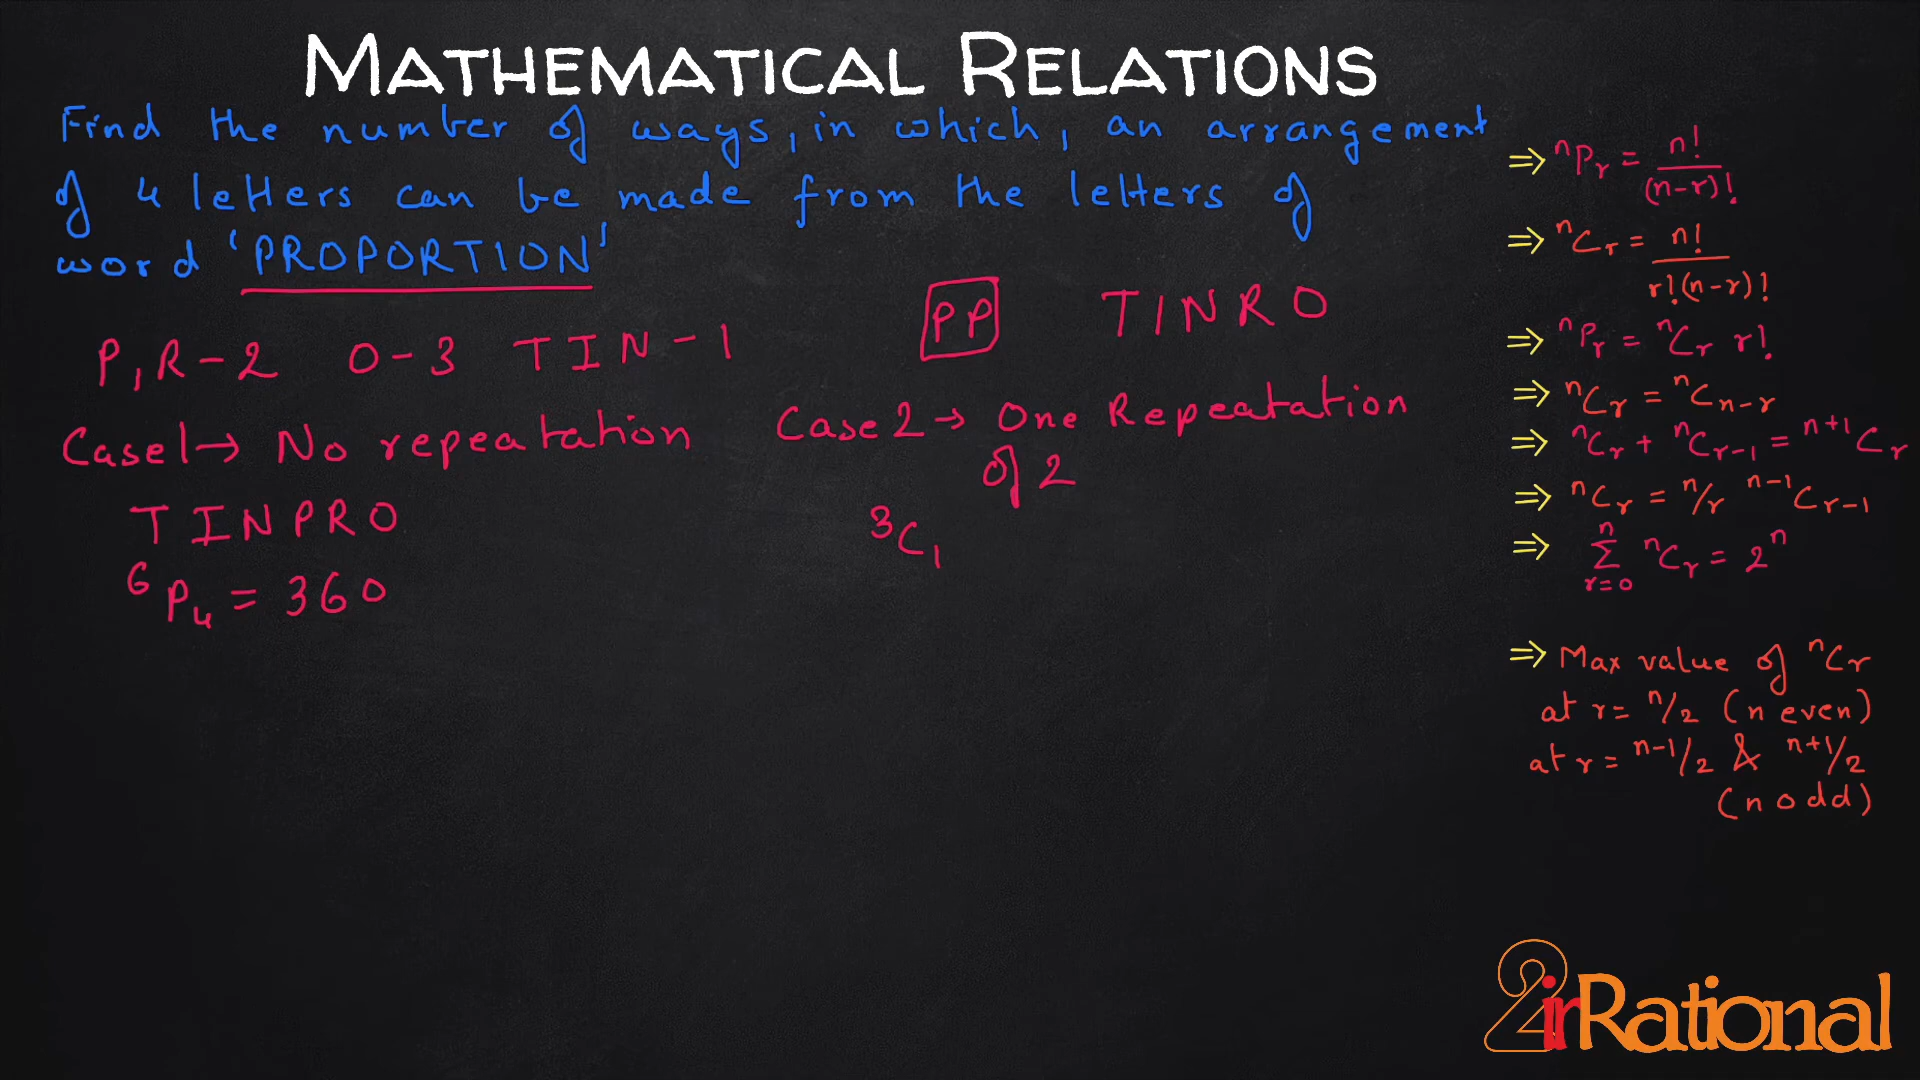 MATHEMATICAL RELATIONS
Find the number of ways, in which, an arrangement
of 4 letters can be made from the letters of
word 'PROPORTION'
P, R - 2 O - 3 T I N - 1
Case 1 → No repeatation
T I N P R O
⁶P₄ = 360
PP T I N R O
Case 2 → One Repeatation
of 2
³C₁
⇒ ⁿPᵣ = n! / (n-r)!
⇒ ⁿCᵣ = n! / r!(n-r)!
⇒ ⁿPᵣ = ⁿCᵣ r!
⇒ ⁿCᵣ = ⁿCₙ₋ᵣ
⇒ ⁿCᵣ + ⁿCᵣ₋₁ = ⁿ⁺¹Cᵣ
⇒ ⁿCᵣ = n/r ⁿ⁻¹Cᵣ₋₁
⇒ n Σ r=0 ⁿCᵣ = 2ⁿ
⇒ Max value of ⁿCᵣ
at r = n/2 (n even)
at r = n-1/2 & n+1/2
(n odd)
2irRational